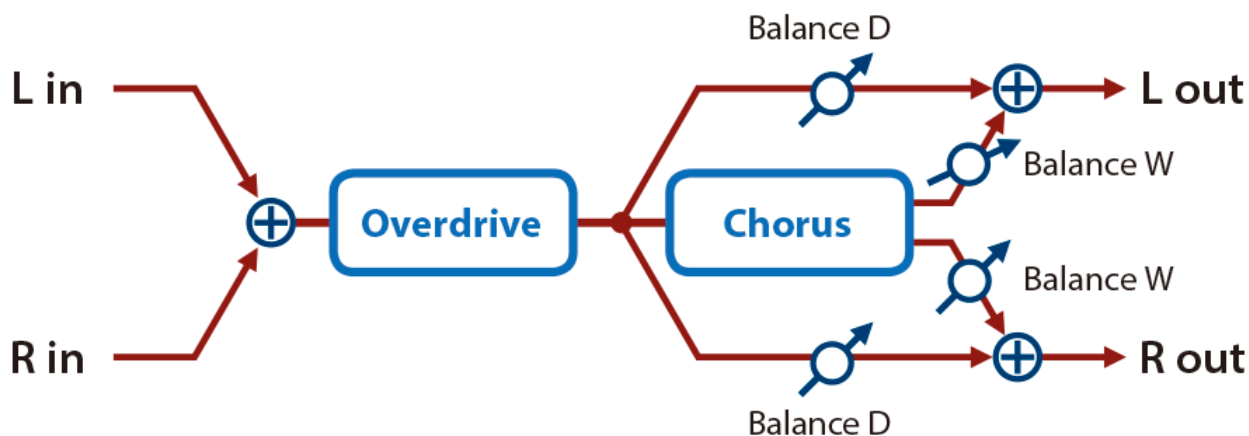 Balance D
L in
L out
Balance W
Overdrive
Chorus
Balance W
R in
R out
Balance D